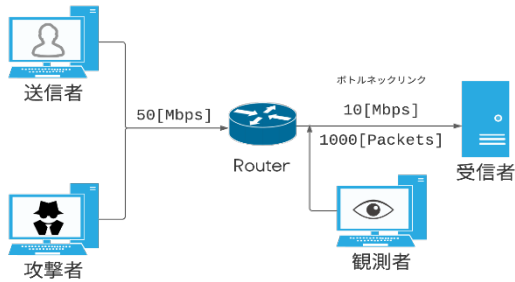 送信者
50[Mbps]
Router
ボトルネックリンク
10[Mbps]
1000[Packets]
受信者
攻撃者
観測者